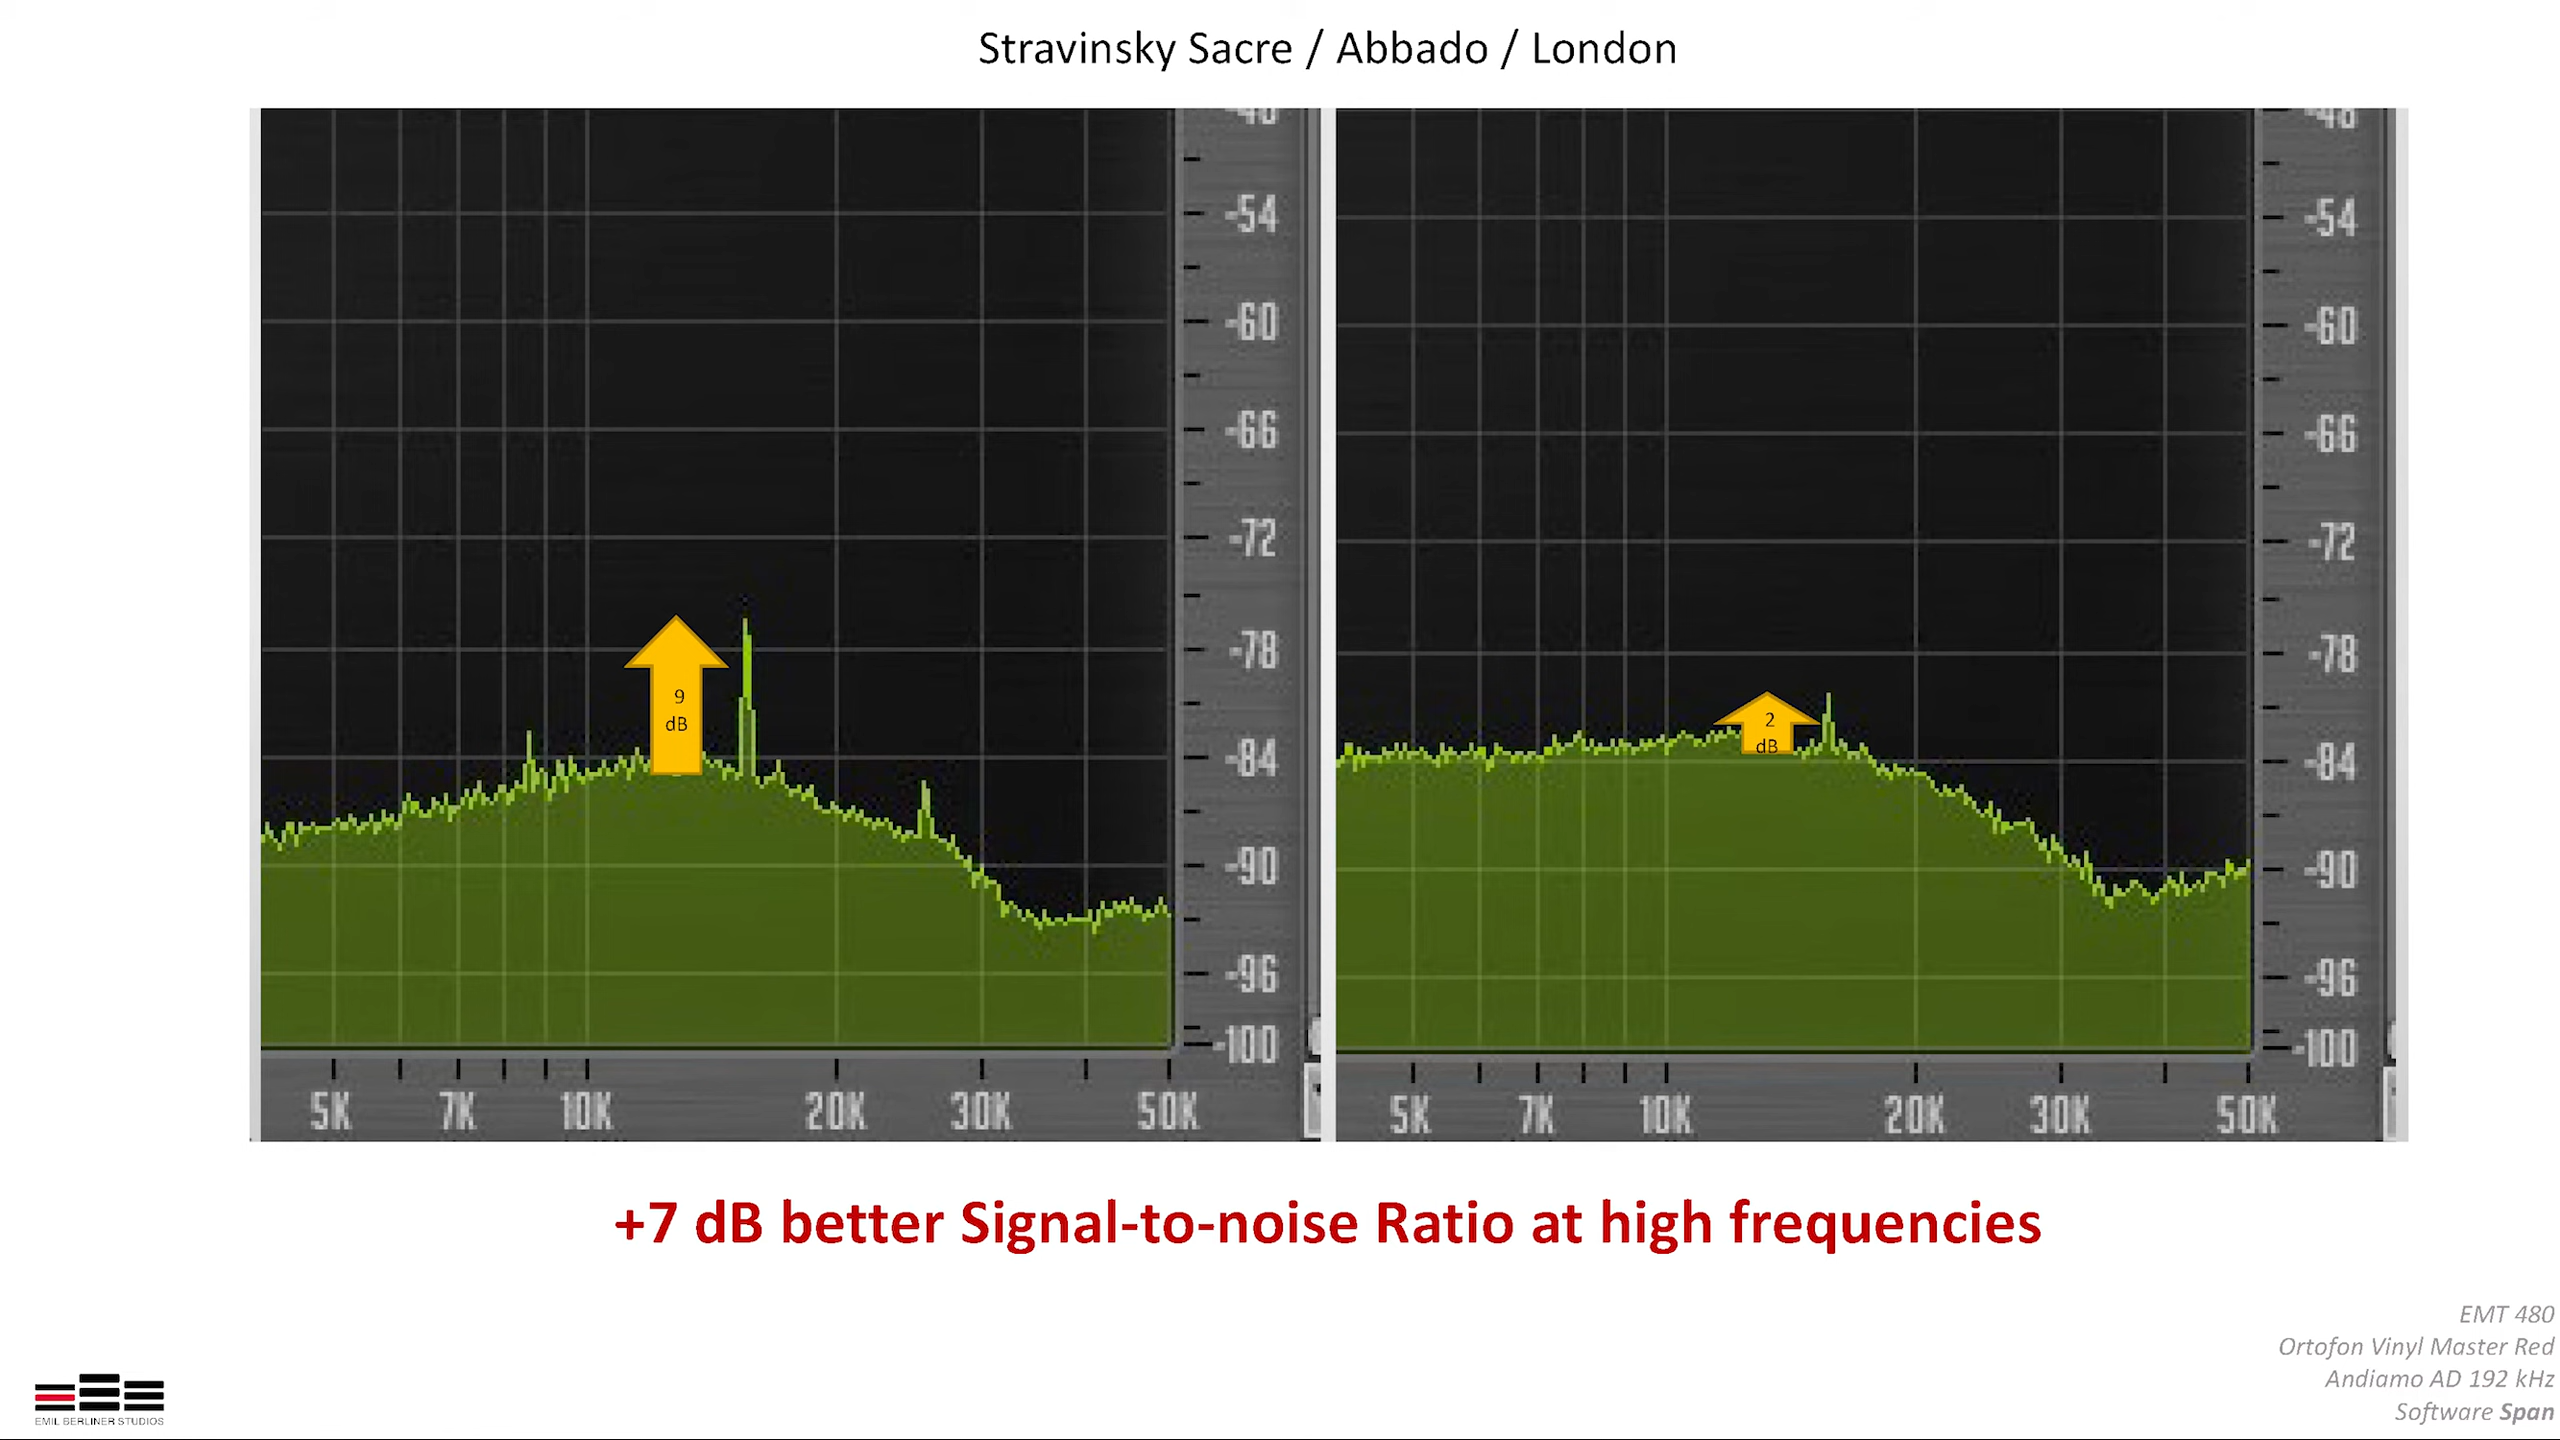 Stravinsky Sacre / Abbado / London
-48
-54
-60
-66
-72
-78
-84
-90
-96
-100
9
dB
5K 7K 10K 20K 30K 50K
-48
-54
-60
-66
-72
-78
-84
-90
-96
-100
2
dB
5K 7K 10K 20K 30K 50K
+7 dB better Signal-to-noise Ratio at high frequencies
EMT 480
Ortofon Vinyl Master Red
Andiamo AD 192 kHz
Software Span
EMIL BERLINER STUDIOS